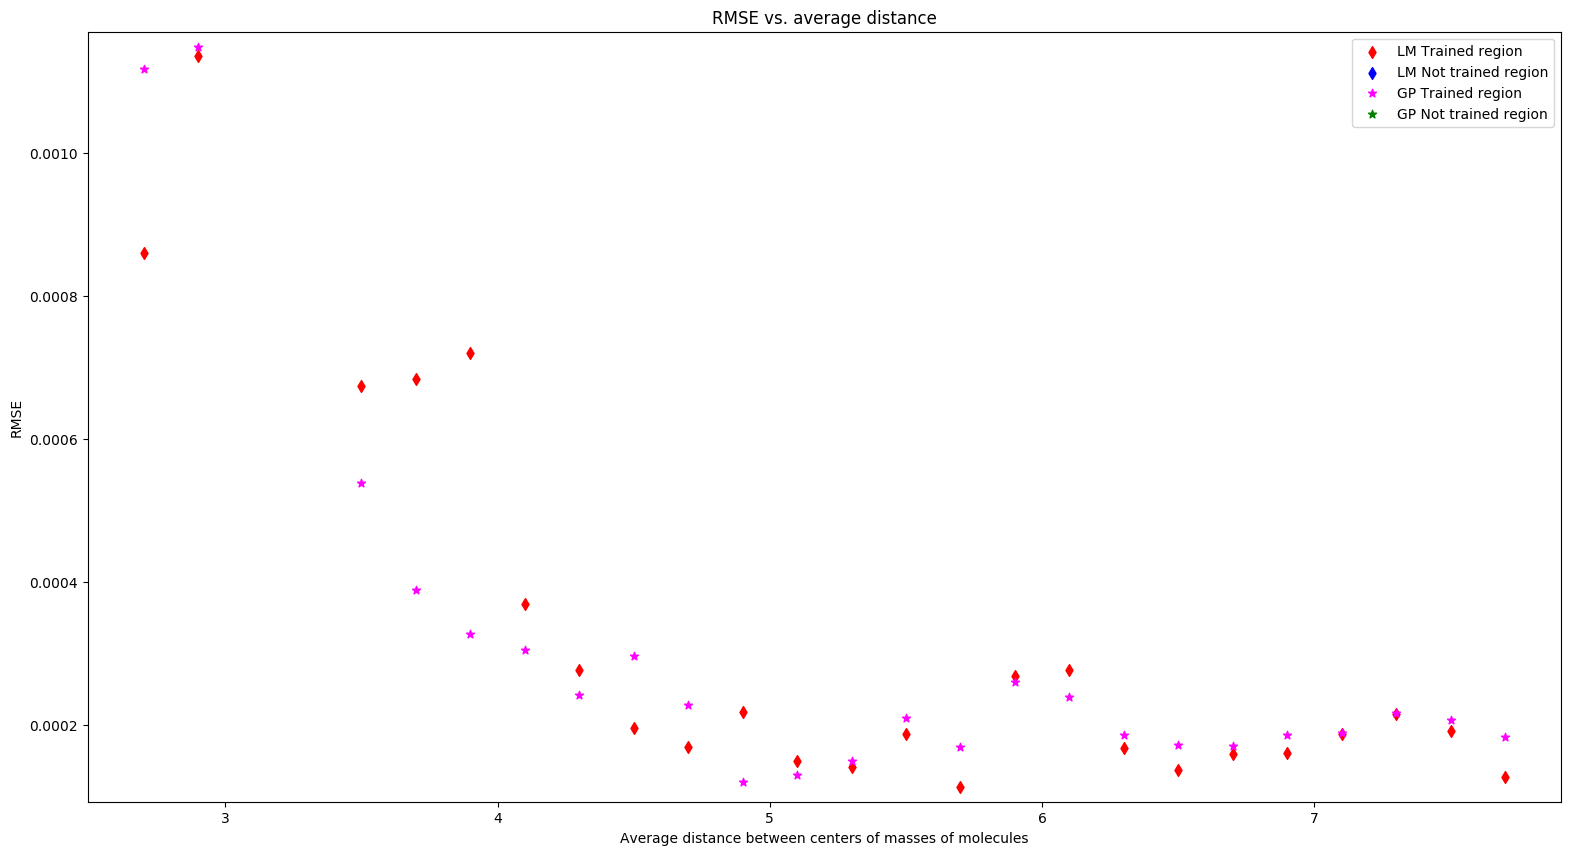 RMSE vs. average distance
LM Trained region
LM Not trained region
GP Trained region
GP Not trained region
0.0010
0.0008
0.0006
0.0004
0.0002
RMSE
3 4 5 6 7
Average distance between centers of masses of molecules